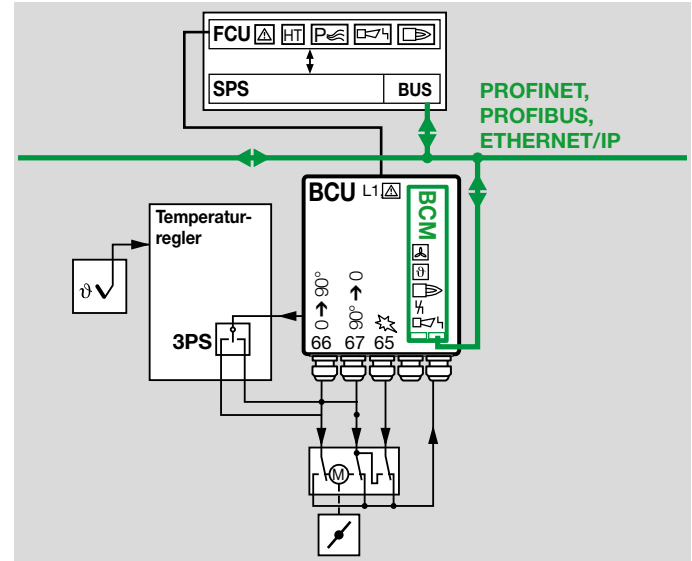 FCU HT P
SPS BUS
PROFINET,
PROFIBUS,
ETHERNET/IP
BCU L1,
BCM
Temperatur-
regler
ϑ
ϑ
0 ➔ 90°
90° ➔ 0
3PS
66 67 65
M